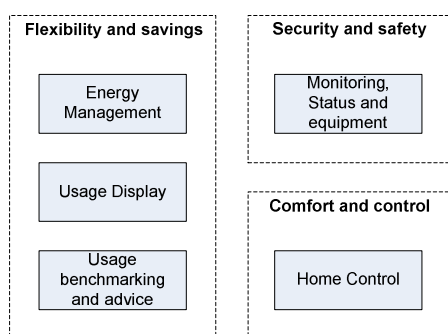 Flexibility and savings
Energy
Management
Usage Display
Usage
benchmarking
and advice
Security and safety
Monitoring,
Status and
equipment
Comfort and control
Home Control